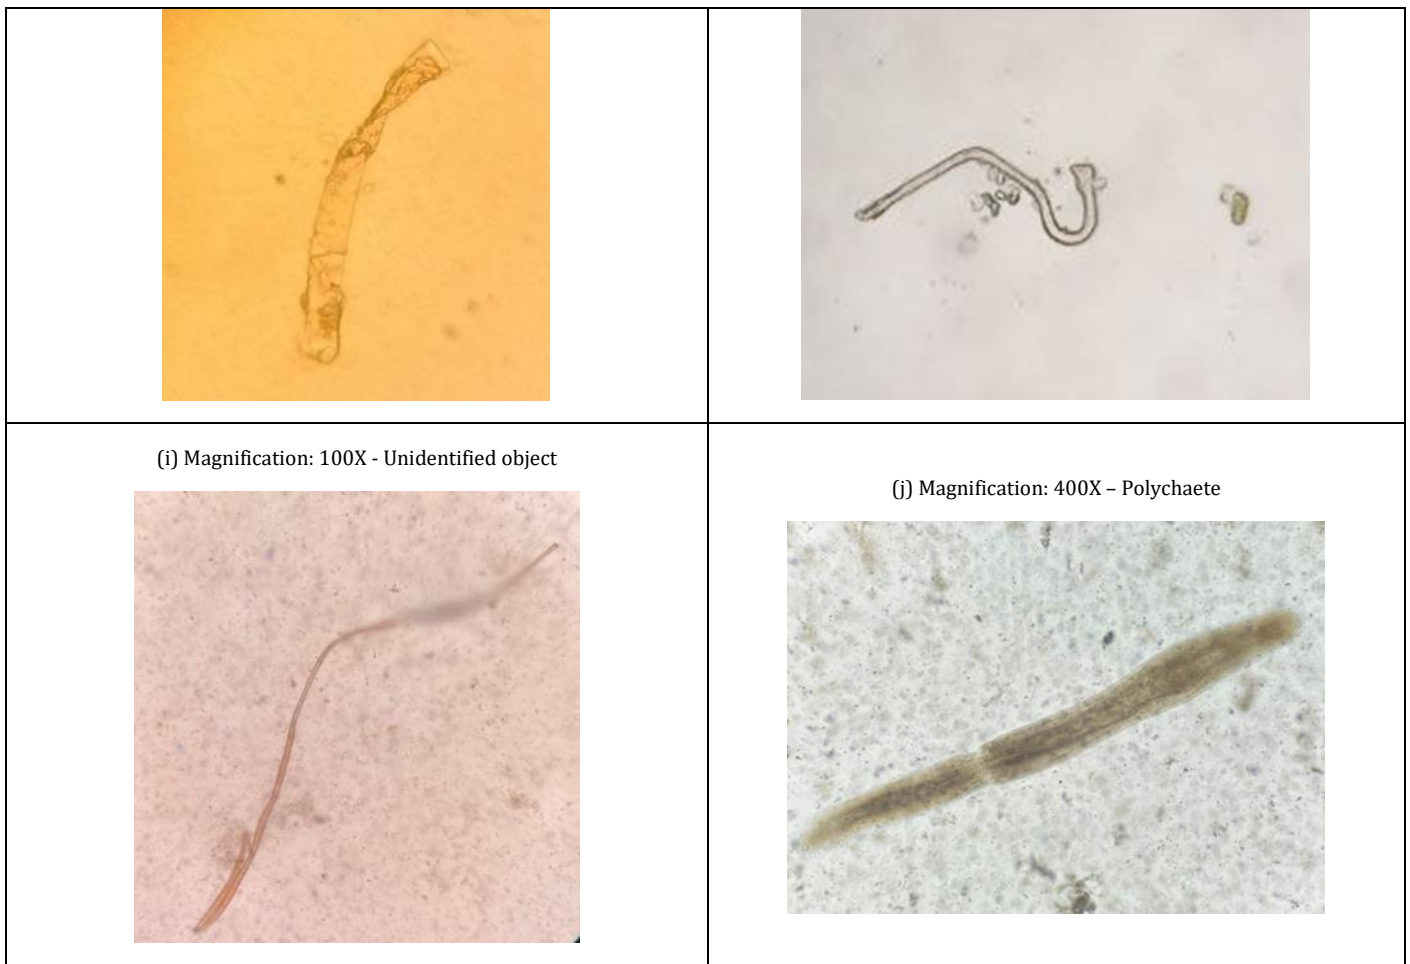 (i) Magnification: 100X - Unidentified object
(j) Magnification: 400X – Polychaete